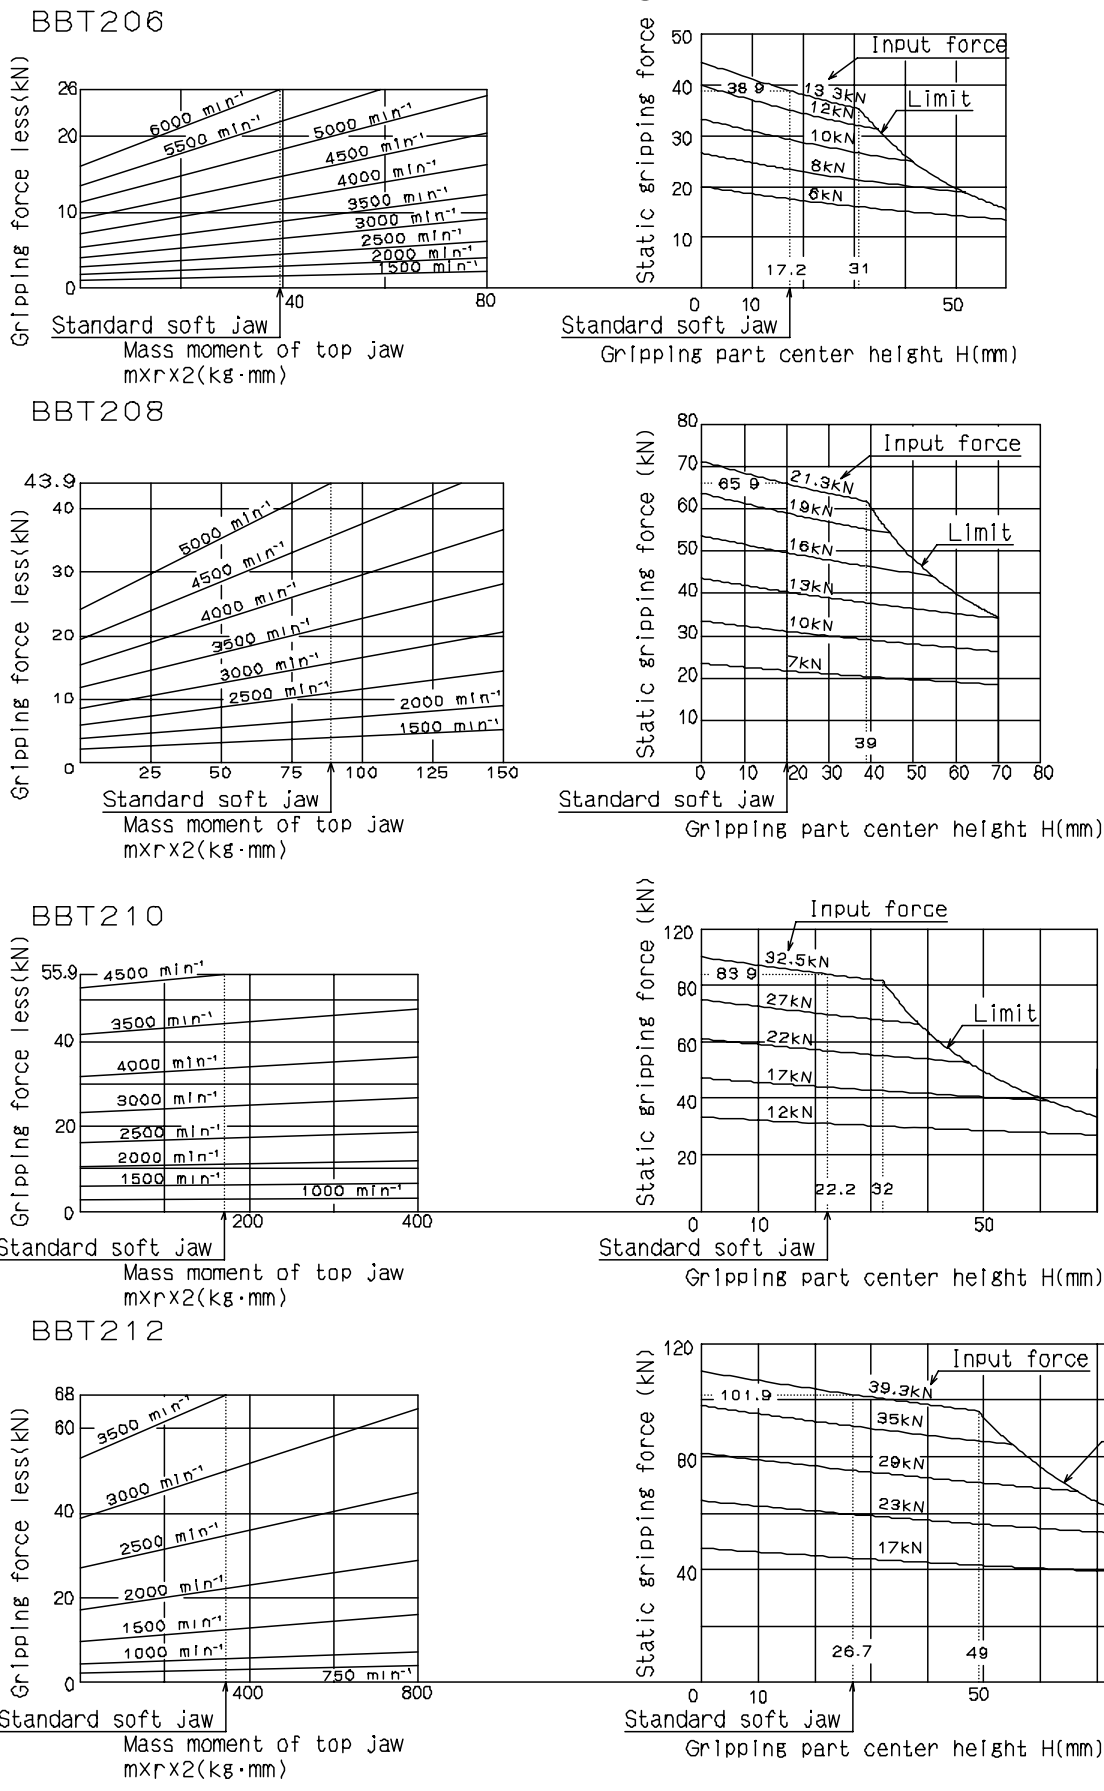 BBT206
Gripping force less(kN)
26
20
10
0
6000 min-1
5500 min-1
5000 min-1
4500 min-1
4000 min-1
3500 min-1
3000 min-1
2500 min-1
2000 min-1
1500 min-1
40
80
Standard soft jaw
Mass moment of top jaw
m×r×2(kg·mm)
Static gripping force
50
40
30
20
10
Input force
38.9
13.3kN
12kN
Limit
10kN
8kN
6kN
17.2
31
0
10
50
Standard soft jaw
Gripping part center height H(mm)
BBT208
Gripping force less(kN)
43.9
40
30
20
10
0
5000 min-1
4500 min-1
4000 min-1
3500 min-1
3000 min-1
2500 min-1
2000 min-1
1500 min-1
25
50
75
100
125
150
Standard soft jaw
Mass moment of top jaw
m×r×2(kg·mm)
Static gripping force (kN)
80
70
60
50
40
30
20
10
Input force
65.9
21.3kN
19kN
Limit
16kN
13kN
10kN
7kN
39
0
10
20
30
40
50
60
70
80
Standard soft jaw
Gripping part center height H(mm)
BBT210
Gripping force less(kN)
55.9
40
20
0
4500 min-1
3500 min-1
4000 min-1
3000 min-1
2500 min-1
2000 min-1
1500 min-1
1000 min-1
200
400
Standard soft jaw
Mass moment of top jaw
m×r×2(kg·mm)
Static gripping force (kN)
120
80
60
40
20
Input force
83.9
32.5kN
27kN
Limit
22kN
17kN
12kN
22.2
32
0
10
50
Standard soft jaw
Gripping part center height H(mm)
BBT212
Gripping force less(kN)
68
60
40
20
0
3500 min-1
3000 min-1
2500 min-1
2000 min-1
1500 min-1
1000 min-1
750 min-1
400
800
Standard soft jaw
Mass moment of top jaw
m×r×2(kg·mm)
Static gripping force (kN)
120
80
40
Input force
101.9
39.3kN
35kN
29kN
23kN
17kN
26.7
49
0
10
50
Standard soft jaw
Gripping part center height H(mm)